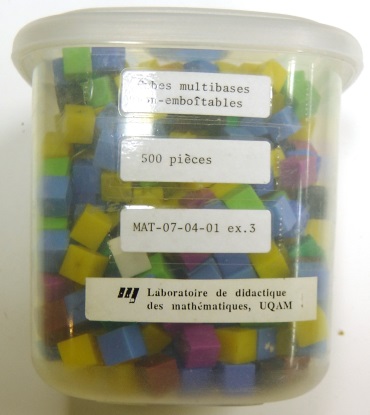 multibases
500 pièces
MAT-07-04-01 ex.3
Laboratoire de didactique
des mathématiques, UQAM